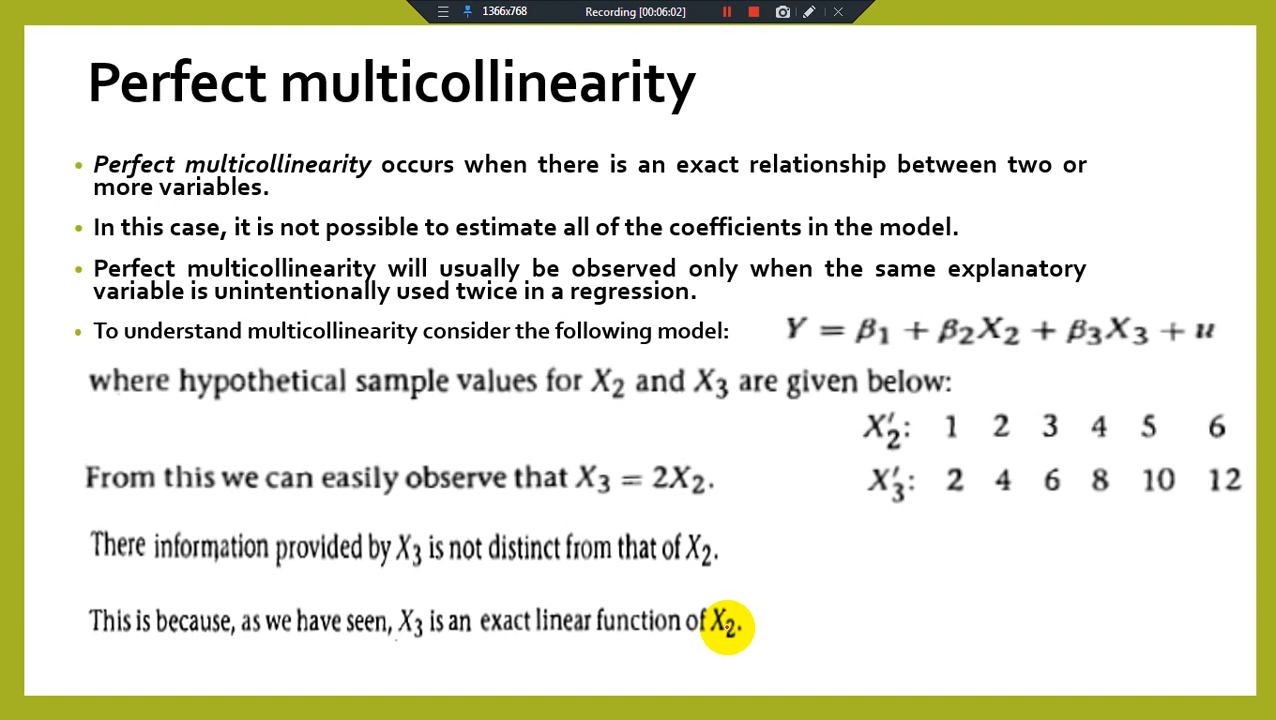 1366x768 Recording [00:06:02]
Perfect multicollinearity
• Perfect multicollinearity occurs when there is an exact relationship between two or
more variables.
• In this case, it is not possible to estimate all of the coefficients in the model.
• Perfect multicollinearity will usually be observed only when the same explanatory
variable is unintentionally used twice in a regression.
• To understand multicollinearity consider the following model: Y = β₁ + β₂X₂ + β₃X₃ + u
where hypothetical sample values for X₂ and X₃ are given below:
X′₂: 1 2 3 4 5 6
From this we can easily observe that X₃ = 2X₂.
X′₃: 2 4 6 8 10 12
There information provided by X₃ is not distinct from that of X₂.
This is because, as we have seen, X₃ is an exact linear function of X₂.